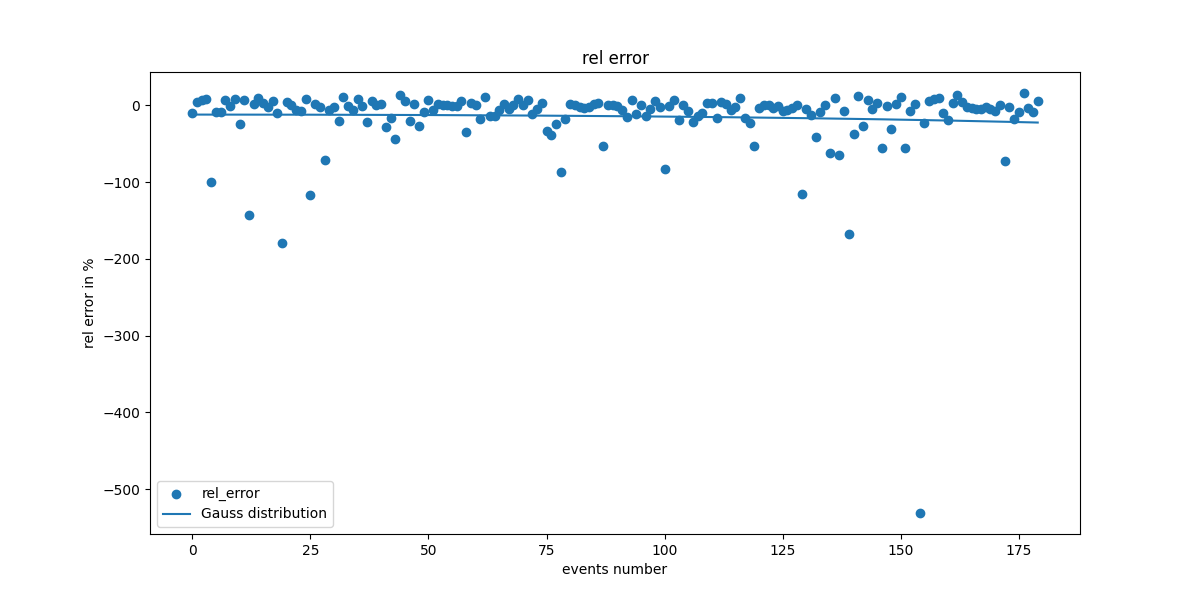 rel error
rel error in %
0
−100
−200
−300
−400
−500
rel_error
Gauss distribution
0 25 50 75 100 125 150 175
events number